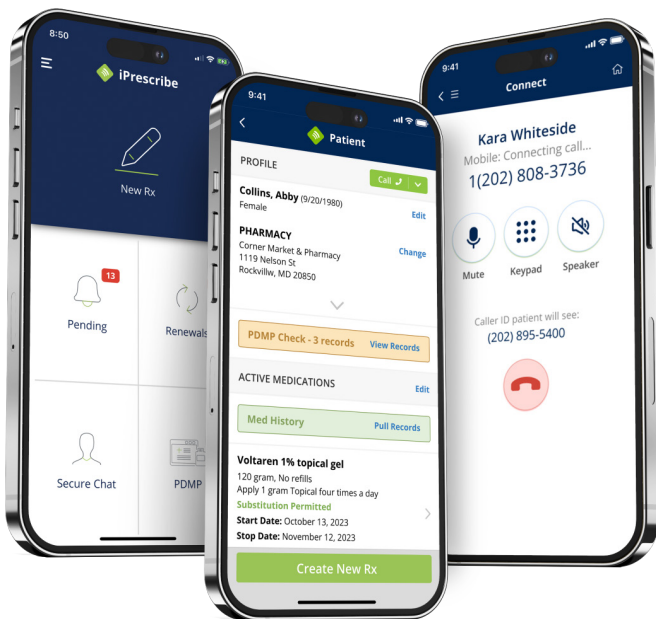 8:50
iPrescribe
New Rx
13
Pending
Renewals
Secure Chat
PDMP
9:41
Patient
PROFILE
Call
Collins, Abby (9/20/1980)
Female
Edit
PHARMACY
Corner Market & Pharmacy
Change
1119 Nelson St
Rockvillw, MD 20850
PDMP Check - 3 records View Records
ACTIVE MEDICATIONS Edit
Med History Pull Records
Voltaren 1% topical gel
120 gram, No refills
Apply 1 gram Topical four times a day
Substitution Permitted
Start Date: October 13, 2023
Stop Date: November 12, 2023
Create New Rx
9:41
Connect
Kara Whiteside
Mobile: Connecting call...
1(202) 808-3736
Mute Keypad Speaker
Caller ID patient will see:
(202) 895-5400